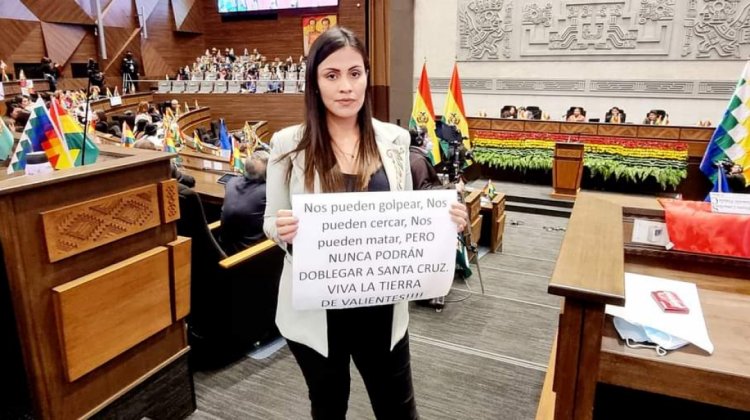 Nos pueden golpear, Nos
pueden cercar, Nos
pueden matar, PERO
NUNCA PODRÁN
DOBLEGAR A SANTA CRUZ.
VIVA LA TIERRA
DE VALIENTES!!!!